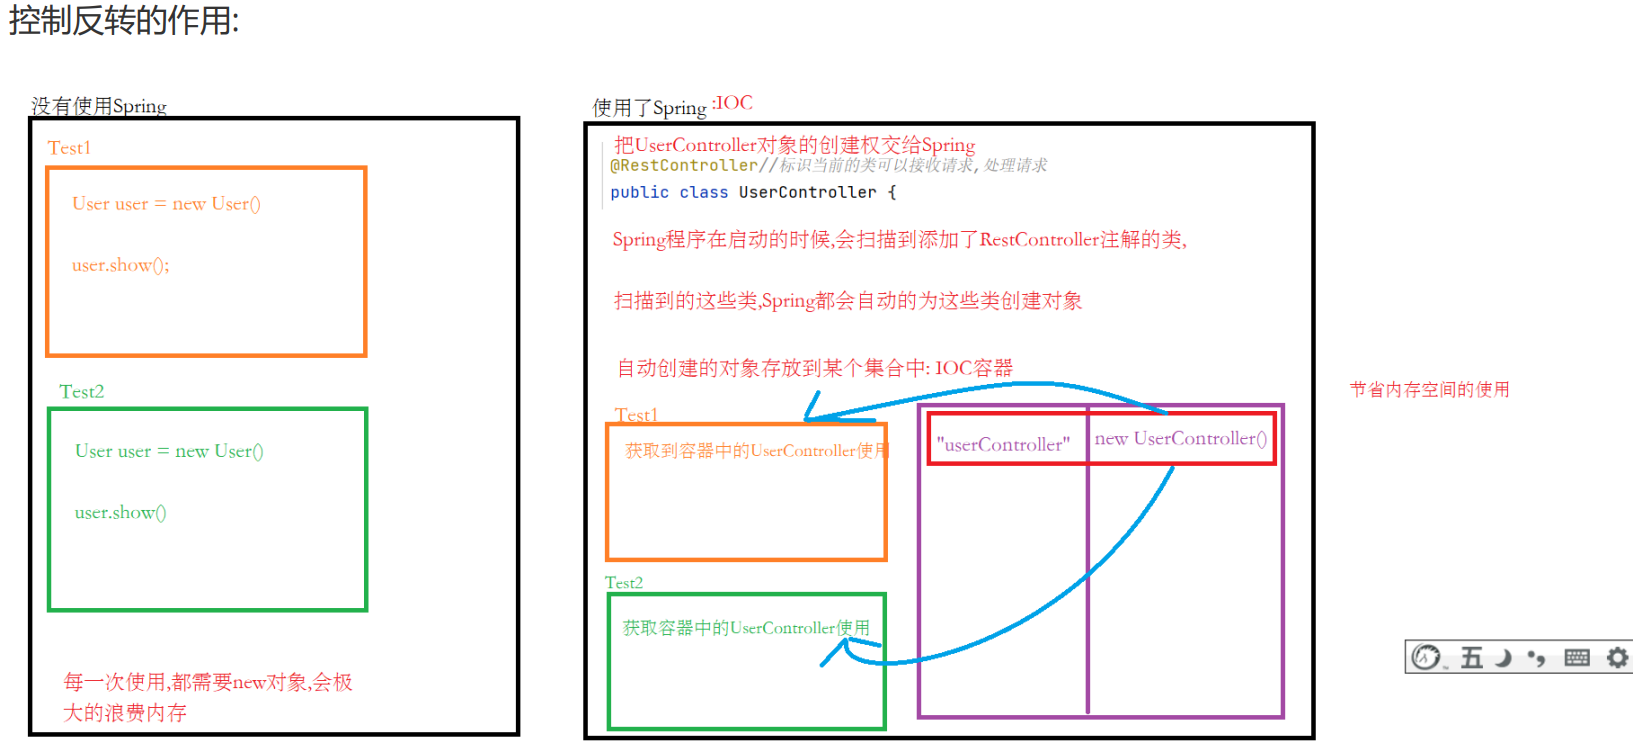 控制反转的作用:
没有使用Spring
Test1
User user = new User()
user.show();
Test2
User user = new User()
user.show()
每一次使用,都需要new对象,会极
大的浪费内存
使用了Spring :IOC
把UserController对象的创建权交给Spring
@RestController//标识当前的类可以接收请求,处理请求
public class UserController {
Spring程序在启动的时候,会扫描到添加了RestController注解的类,
扫描到的这些类,Spring都会自动的为这些类创建对象
自动创建的对象存放到某个集合中: IOC容器
Test1
获取到容器中的UserController使用
"userController" new UserController()
Test2
获取容器中的UserController使用
节省内存空间的使用
五